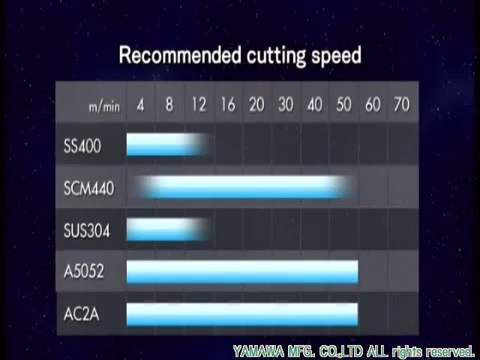 Recommended cutting speed
m/min 4 8 12 16 20 30 40 50 60 70
SS400
SCM440
SUS304
A5052
AC2A
YAMAWA MFG. CO.,LTD ALL rights reserved.